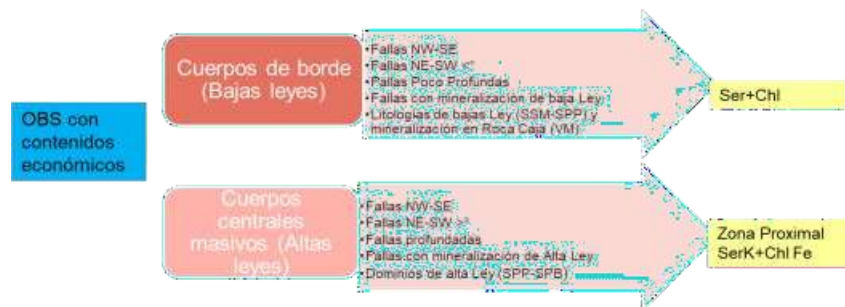 OBS con
contenidos
económicos
Cuerpos de borde
(Bajas leyes)
•Fallas NW-SE
•Fallas NE-SW
•Fallas Poco Profundas
•Fallas con mineralización de baja Ley
•Litologías de bajas Ley (SSM-SPP) y
mineralización en Roca Caja (VM)
Ser+Chl
Cuerpos
centrales
masivos (Altas
leyes)
•Fallas NW-SE
•Fallas NE-SW
•Fallas profundadas
•Fallas con mineralización de Alta Ley
•Dominios de alta Ley (SPP-SPB)
Zona Proximal
SerK+Chl Fe